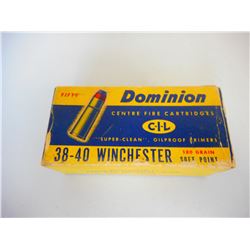 FIFTY
Dominion
CENTRE FIRE CARTRIDGES
C-I-L
"SUPER-CLEAN" OILPROOF PRIMERS
38-40 WINCHESTER
180 GRAIN
SOFT POINT